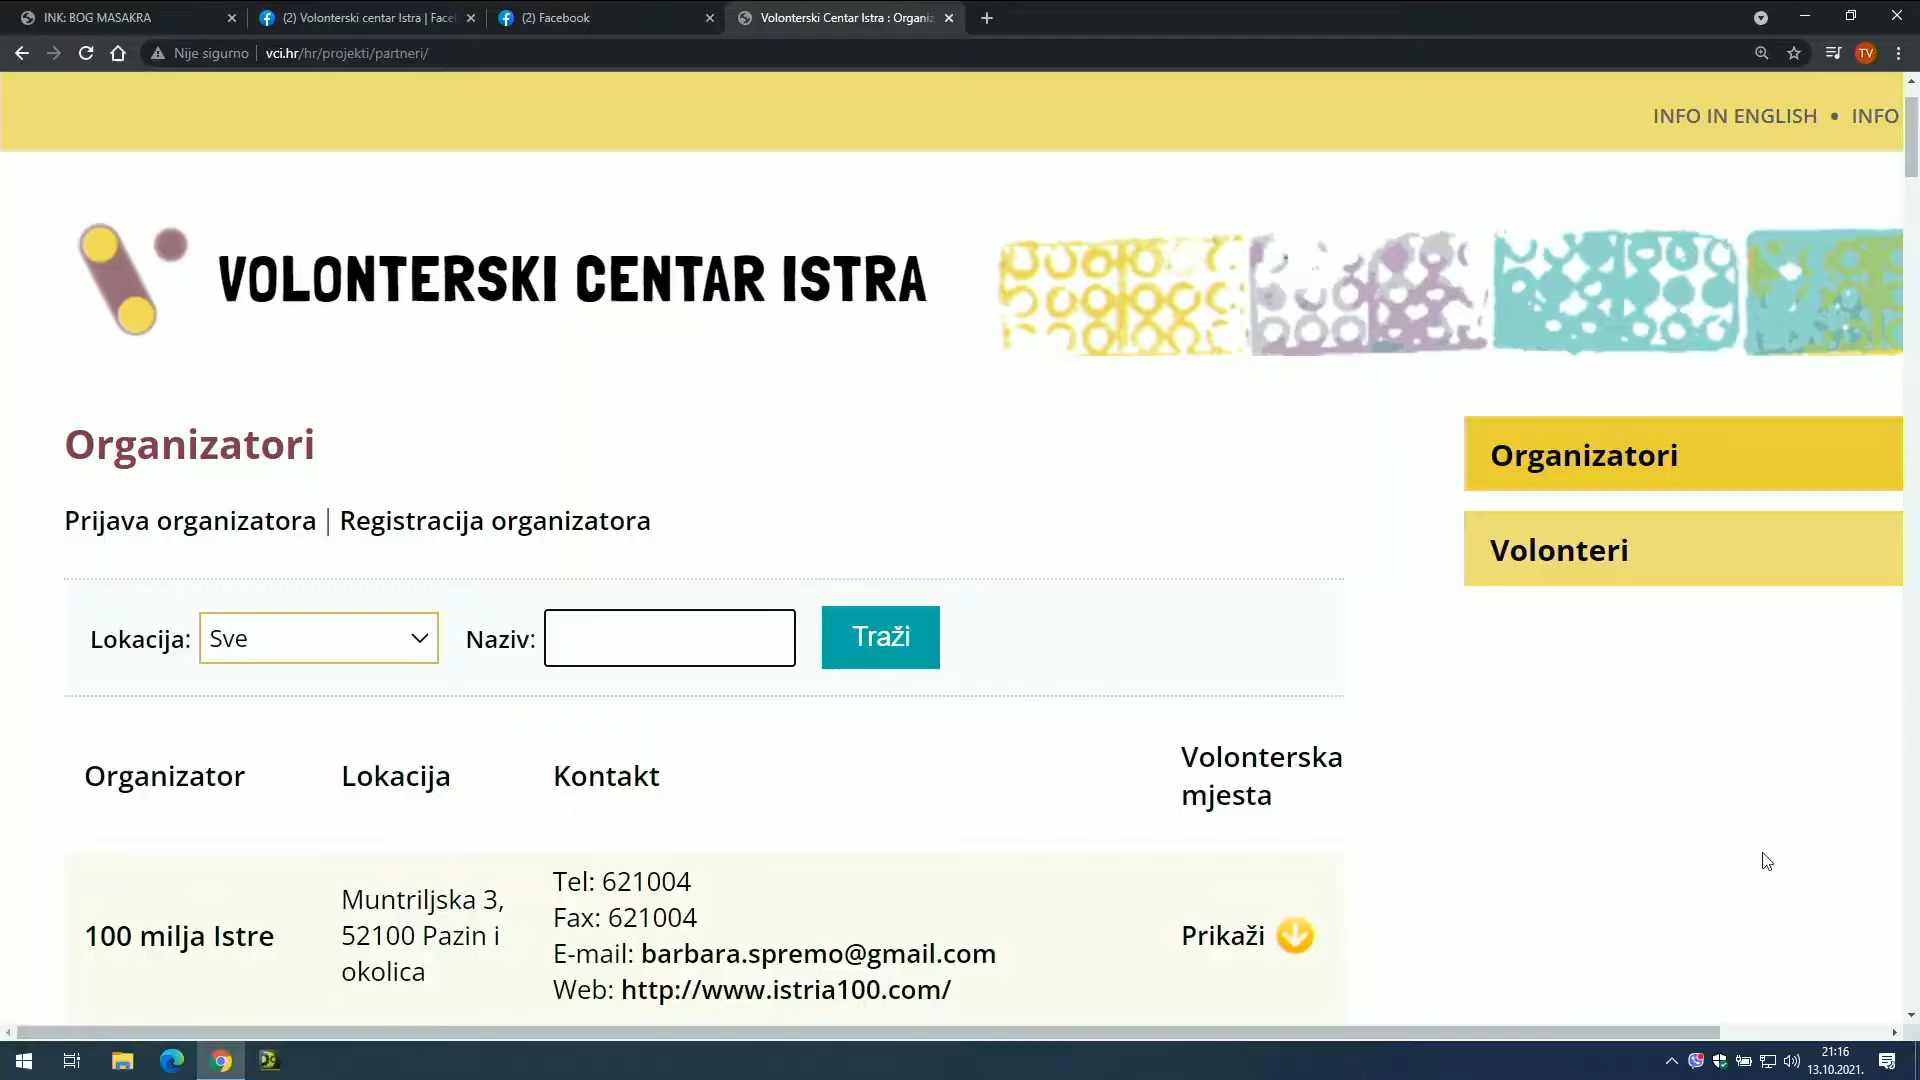 INK: BOG MASAKRA
(2) Volonterski centar Istra | Face
(2) Facebook
Volonterski Centar Istra : Organiz
Nije sigurno
vci.hr/hr/projekti/partneri/
TV
INFO IN ENGLISH • INFO
VOLONTERSKI CENTAR ISTRA
Organizatori
Prijava organizatora | Registracija organizatora
Lokacija: Sve Naziv: Traži
Organizatori
Volonteri
Organizator Lokacija Kontakt Volonterska
mjesta
100 milja Istre
Muntriljska 3,
52100 Pazin i
okolica
Tel: 621004
Fax: 621004
E-mail: barbara.spremo@gmail.com
Web: http://www.istria100.com/
Prikaži
21:16
13.10.2021.